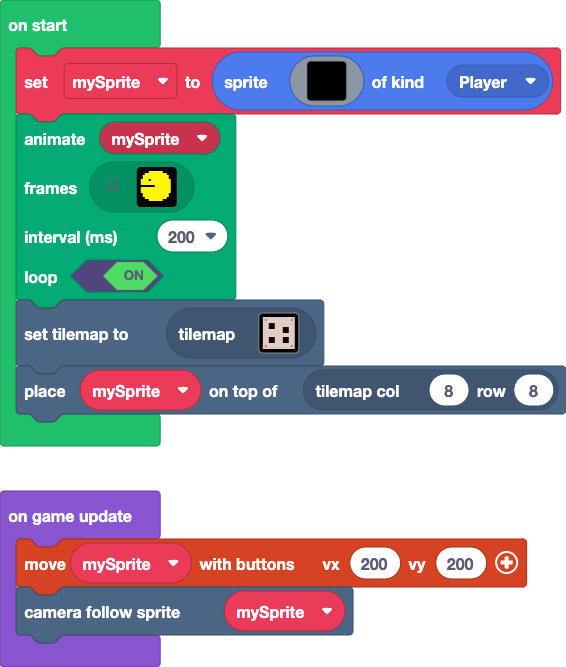 on start
set mySprite to sprite of kind Player
animate mySprite
frames
interval (ms) 200
loop ON
set tilemap to tilemap
place mySprite on top of tilemap col 8 row 8
on game update
move mySprite with buttons vx 200 vy 200
camera follow sprite mySprite